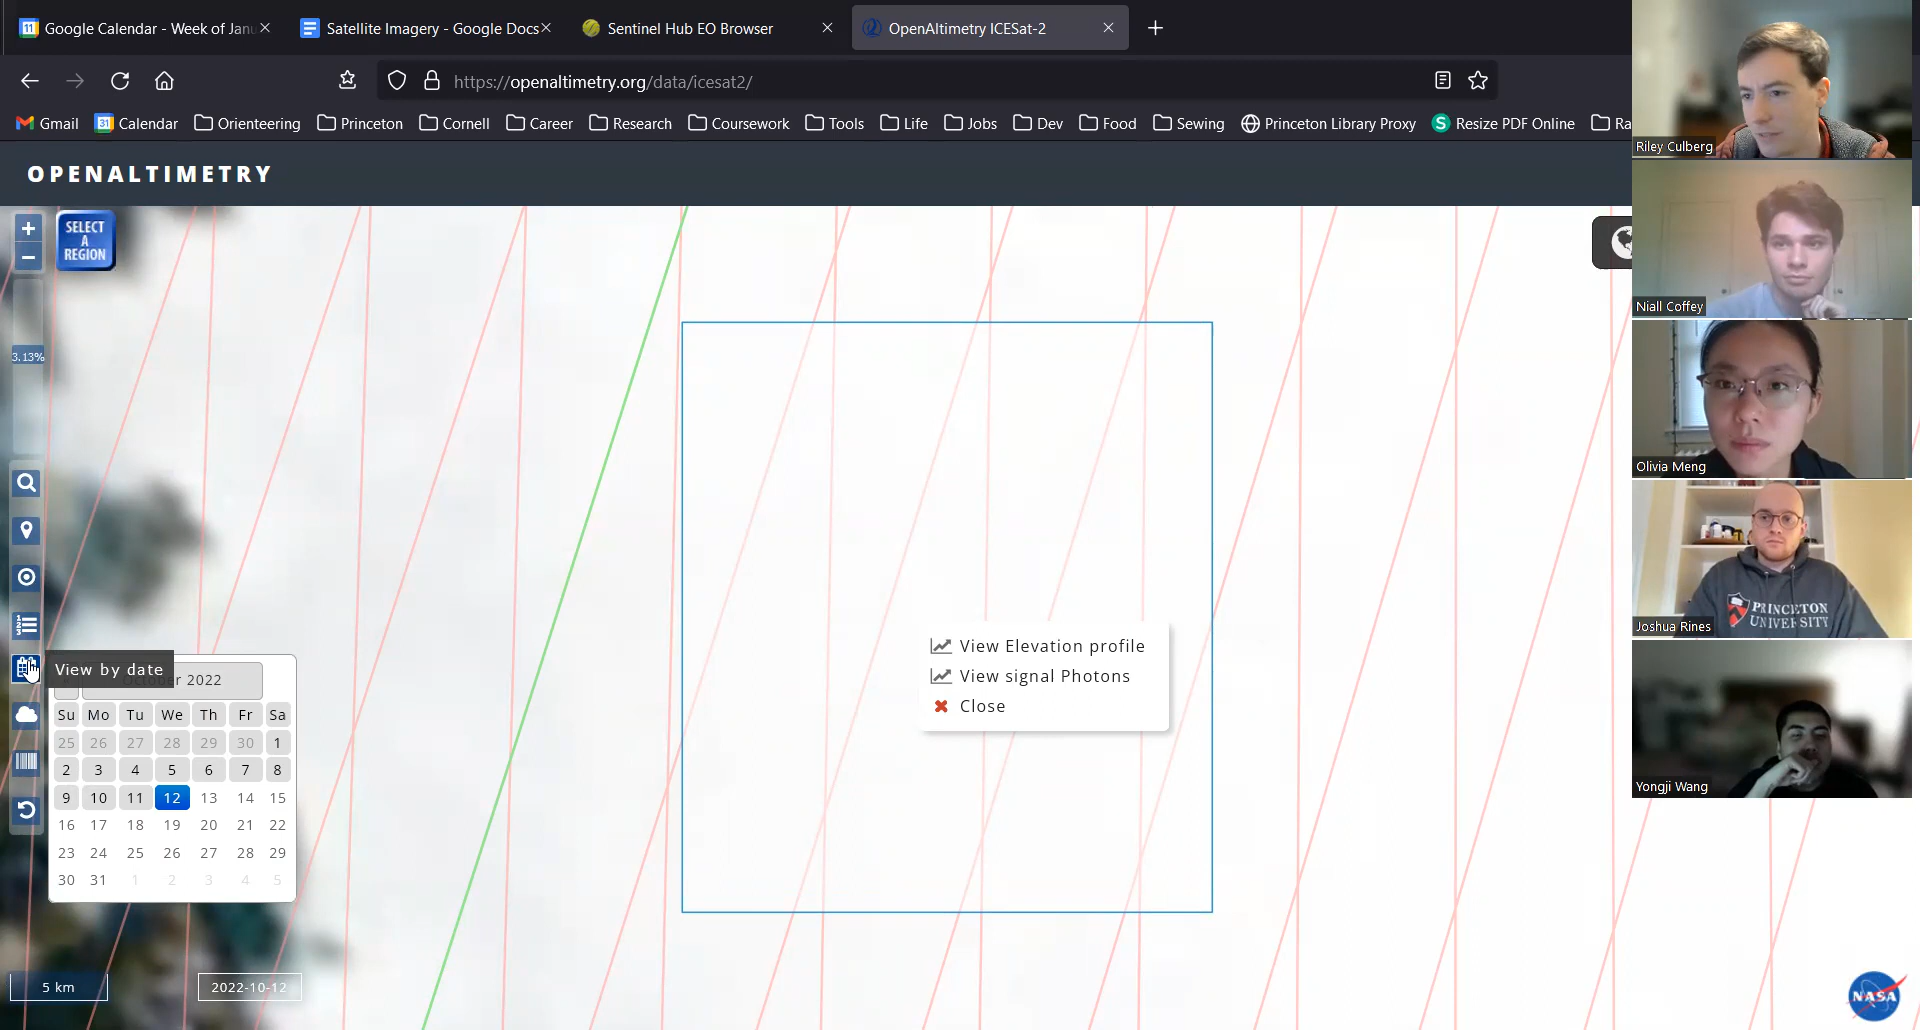 Google Calendar - Week of Janu
Satellite Imagery - Google Docs
Sentinel Hub EO Browser
OpenAltimetry ICESat-2
https://openaltimetry.org/data/icesat2/
Gmail
31
Calendar
Orienteering
Princeton
Cornell
Career
Research
Coursework
Tools
Life
Jobs
Dev
Food
Sewing
Princeton Library Proxy
S
Resize PDF Online
Ra
OPENALTIMETRY
SELECT
A
REGION
3.13%
View by date
2022
Su Mo Tu We Th Fr Sa
25 26 27 28 29 30 1
2 3 4 5 6 7 8
9 10 11 12 13 14 15
16 17 18 19 20 21 22
23 24 25 26 27 28 29
30 31 1 2 3 4 5
View Elevation profile
View signal Photons
Close
5 km
2022-10-12
NASA
Riley Culberg
Niall Coffey
Olivia Meng
PRINCETON
UNIVERSITY
Joshua Rines
Yongji Wang